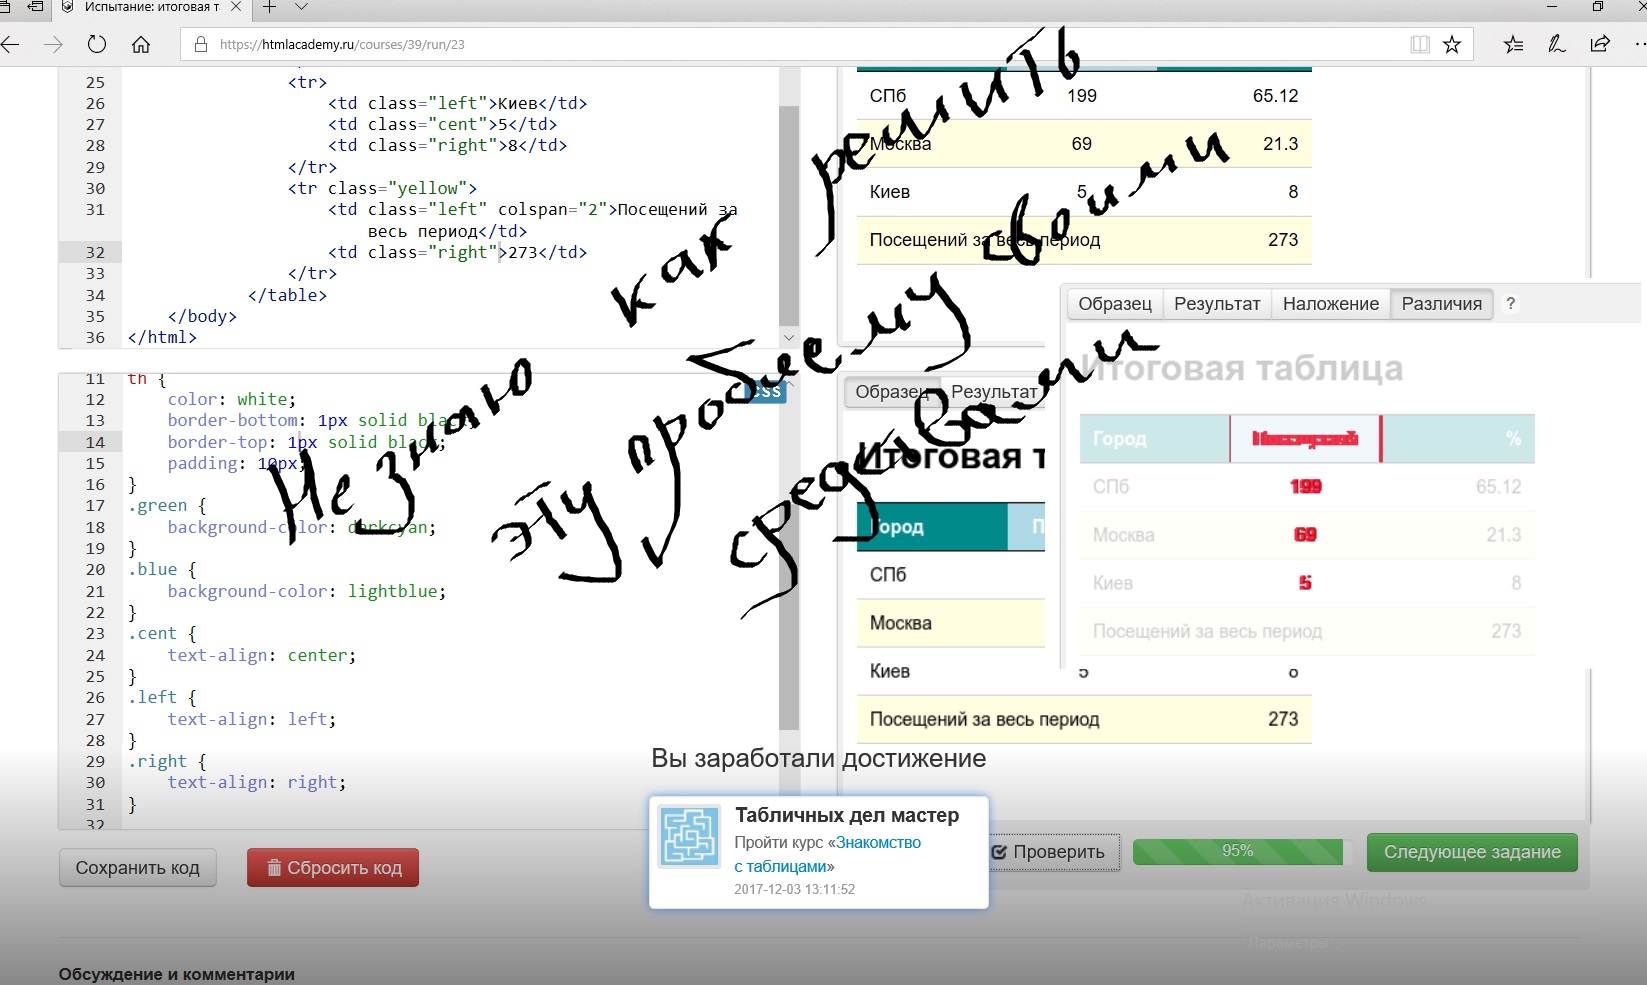 Испытание: итоговая т
https://htmlacademy.ru/courses/39/run/23
25 <tr>
26 <td class="left">Киев</td>
27 <td class="cent">5</td>
28 <td class="right">8</td>
29 </tr>
30 <tr class="yellow">
31 <td class="left" colspan="2">Посещений за
весь период</td>
32 <td class="right">273</td>
33 </tr>
34 </table>
35 </body>
36 </html>
СПб 199 65.12
Москва 69 21.3
Киев 5 8
Посещений за весь период 273
Не знаю как решить
эту проблему своими
средствами
CSS
11 th {
12 color: white;
13 border-bottom: 1px solid black;
14 border-top: 1px solid black;
15 padding: 10px;
16 }
17 .green {
18 background-color: darkcyan;
19 }
20 .blue {
21 background-color: lightblue;
22 }
23 .cent {
24 text-align: center;
25 }
26 .left {
27 text-align: left;
28 }
29 .right {
30 text-align: right;
31 }
32
Образец Результат
Итоговая т
Город П
СПб
Москва
Киев 5 8
Посещений за весь период 273
Образец Результат Наложение Различия ?
Итоговая таблица
Город %
СПб 199 65.12
Москва 69 21.3
Киев 5 8
Посещений за весь период 273
Вы заработали достижение
Табличных дел мастер
Пройти курс «Знакомство
с таблицами»
2017-12-03 13:11:52
Сохранить код Сбросить код Проверить 95% Следующее задание
Активация Windows
"Параметры".
Обсуждение и комментарии